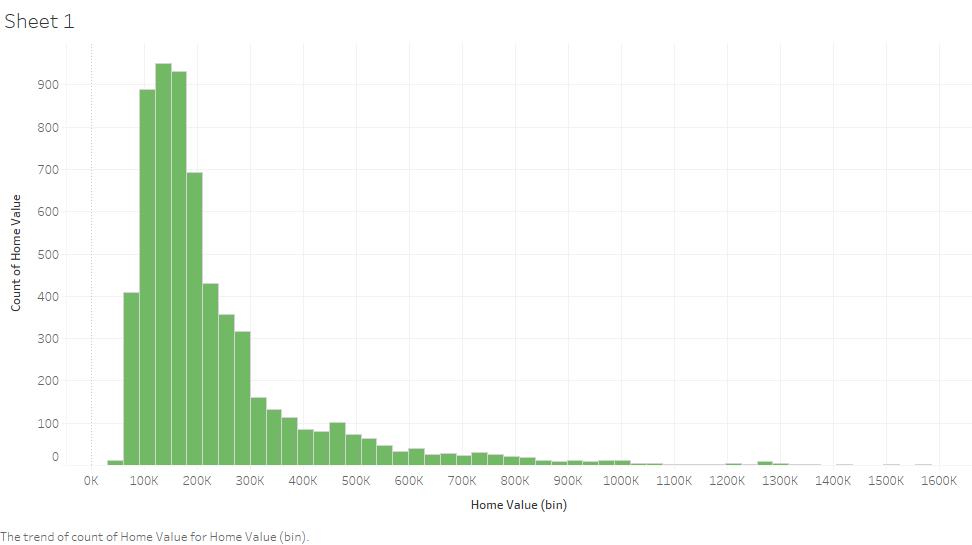 Sheet 1
900
800
700
600
500
400
300
200
100
0
Count of Home Value
0K 100K 200K 300K 400K 500K 600K 700K 800K 900K 1000K 1100K 1200K 1300K 1400K 1500K 1600K
Home Value (bin)
The trend of count of Home Value for Home Value (bin).